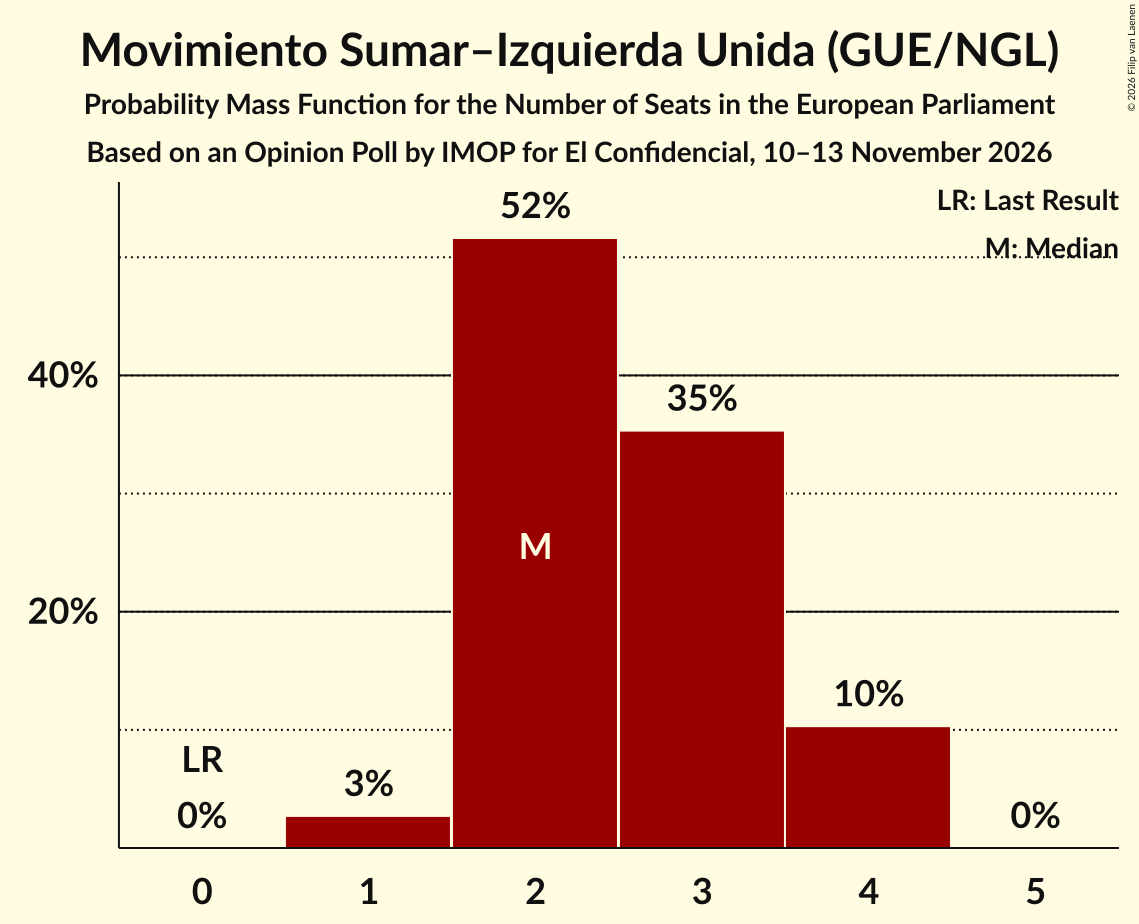 Movimiento Sumar–Izquierda Unida (GUE/NGL)
Probability Mass Function for the Number of Seats in the European Parliament
Based on an Opinion Poll by IMOP for El Confidencial, 10–13 November 2026
© 2026 Filip van Laenen
LR: Last Result
M: Median
52%
40%
35%
M
20%
10%
LR
3%
0%
0%
0 1 2 3 4 5